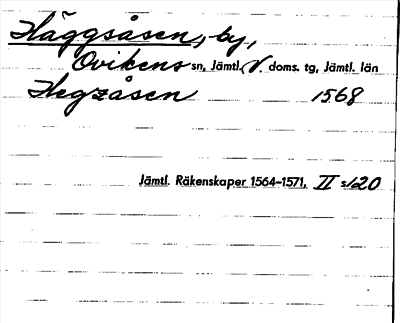 Häggsåsen, by,
Ovikens sn, Jämtl. V. doms. tg, Jämtl. län
Hegzåsen 1568
Jämtl. Räkenskaper 1564–1571, II s. 120